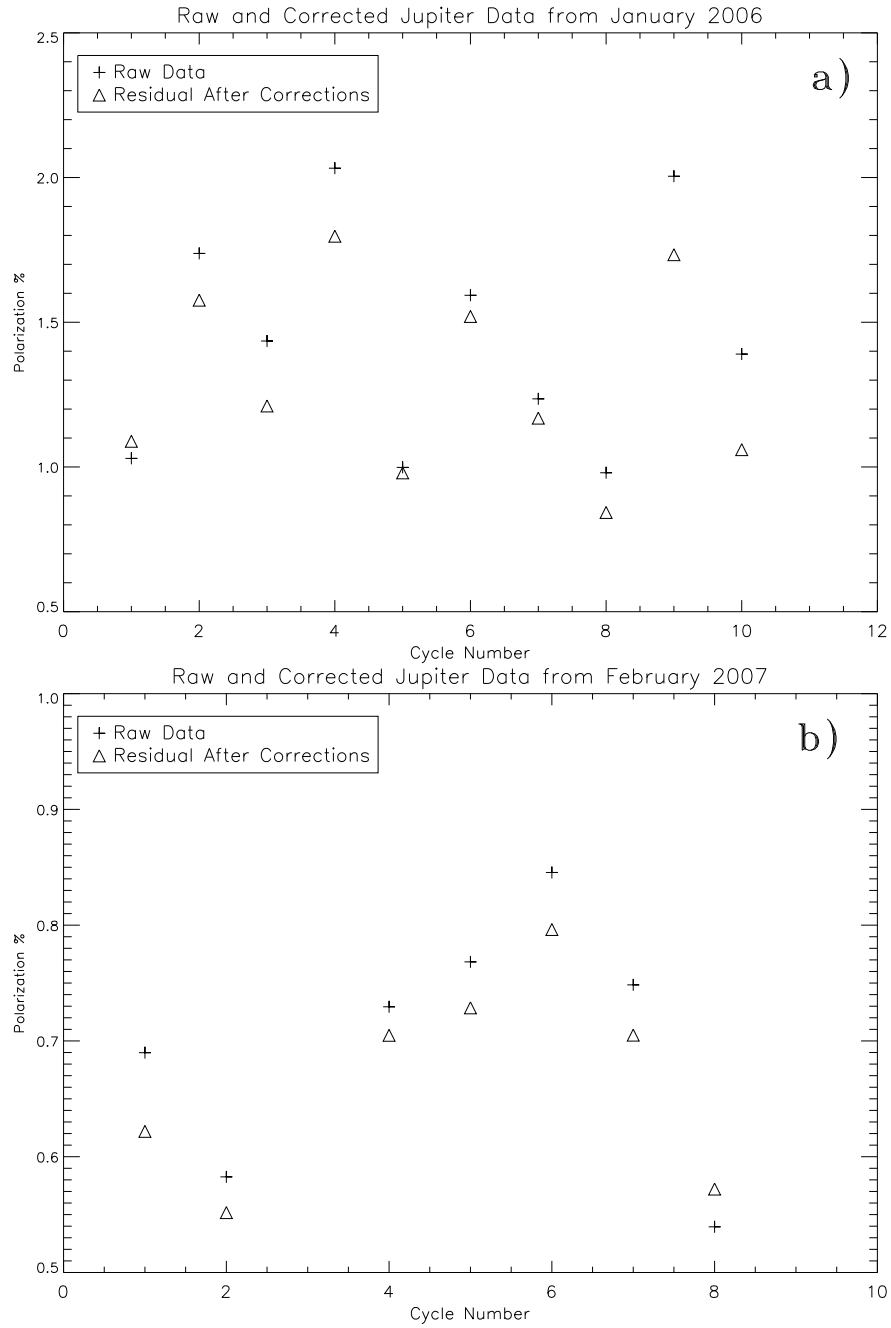 Raw and Corrected Jupiter Data from January 2006
2.5
+ Raw Data
△ Residual After Corrections
a)
2.0
Polarization %
1.5
1.0
0.5
0 2 4 6 8 10 12
Cycle Number
Raw and Corrected Jupiter Data from February 2007
1.0
+ Raw Data
△ Residual After Corrections
b)
0.9
0.8
Polarization %
0.7
0.6
0.5
0 2 4 6 8 10
Cycle Number